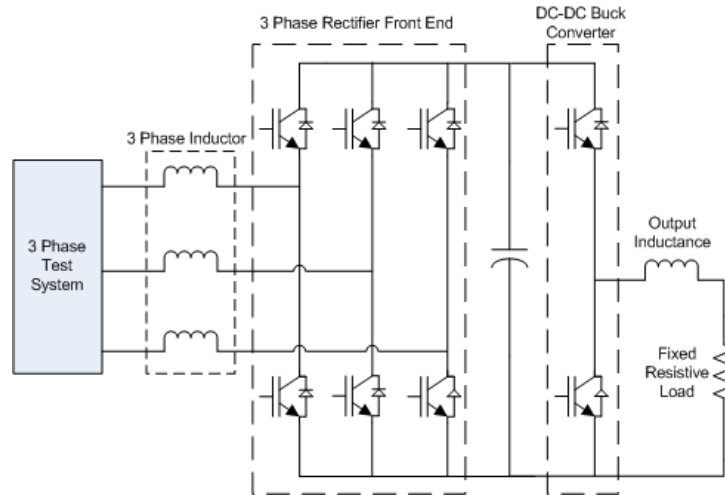 3 Phase Rectifier Front End
DC-DC Buck
Converter
3 Phase Inductor
3 Phase
Test
System
Output
Inductance
Fixed
Resistive
Load